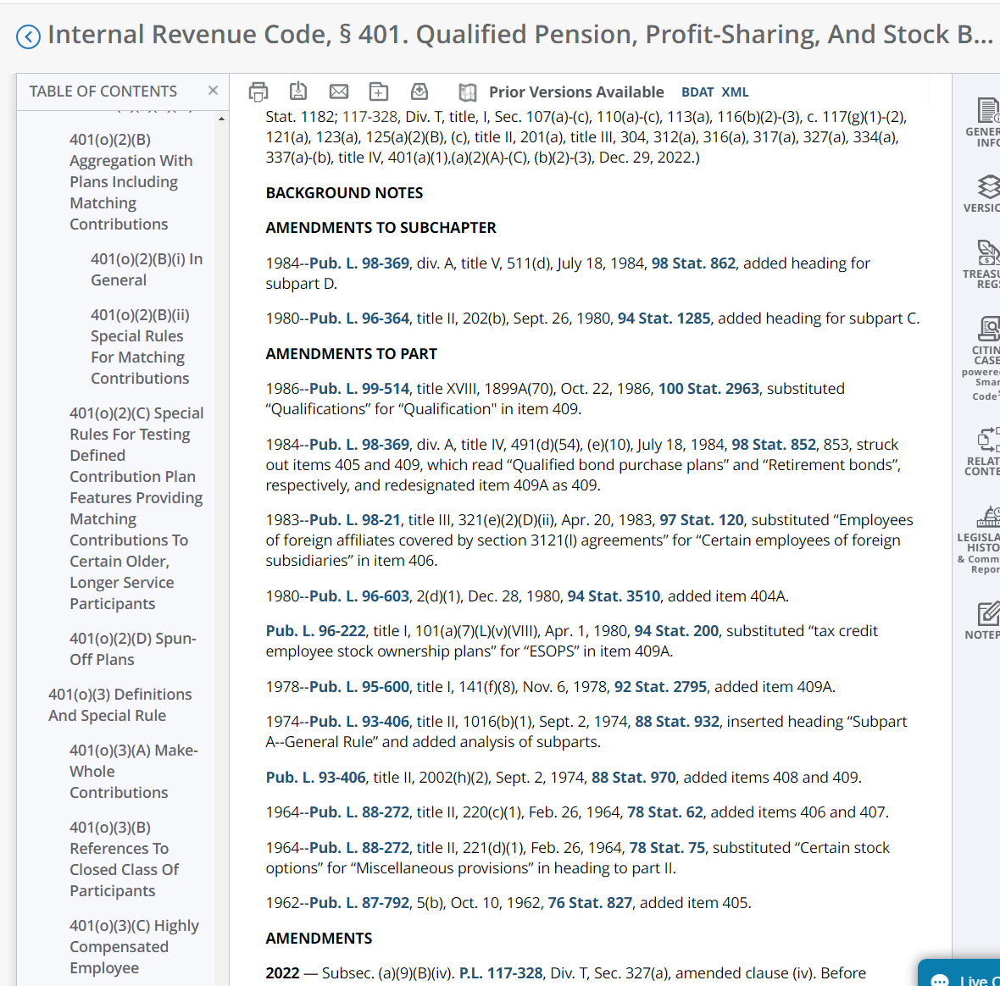 Internal Revenue Code, § 401. Qualified Pension, Profit-Sharing, And Stock B...
TABLE OF CONTENTS
401(o)(2)(B)
Aggregation With
Plans Including
Matching
Contributions
401(o)(2)(B)(i) In
General
401(o)(2)(B)(ii)
Special Rules
For Matching
Contributions
401(o)(2)(C) Special
Rules For Testing
Defined
Contribution Plan
Features Providing
Matching
Contributions To
Certain Older,
Longer Service
Participants
401(o)(2)(D) Spun-
Off Plans
401(o)(3) Definitions
And Special Rule
401(o)(3)(A) Make-
Whole
Contributions
401(o)(3)(B)
References To
Closed Class Of
Participants
401(o)(3)(C) Highly
Compensated
Employee
Prior Versions Available BDAT XML
Stat. 1182; 117-328, Div. T, title, I, Sec. 107(a)-(c), 110(a)-(c), 113(a), 116(b)(2)-(3), c. 117(g)(1)-(2),
121(a), 123(a), 125(a)(2)(B), (c), title II, 201(a), title III, 304, 312(a), 316(a), 317(a), 327(a), 334(a),
337(a)-(b), title IV, 401(a)(1),(a)(2)(A)-(C), (b)(2)-(3), Dec. 29, 2022.)
BACKGROUND NOTES
AMENDMENTS TO SUBCHAPTER
1984--Pub. L. 98-369, div. A, title V, 511(d), July 18, 1984, 98 Stat. 862, added heading for
subpart D.
1980--Pub. L. 96-364, title II, 202(b), Sept. 26, 1980, 94 Stat. 1285, added heading for subpart C.
AMENDMENTS TO PART
1986--Pub. L. 99-514, title XVIII, 1899A(70), Oct. 22, 1986, 100 Stat. 2963, substituted
“Qualifications” for “Qualification" in item 409.
1984--Pub. L. 98-369, div. A, title IV, 491(d)(54), (e)(10), July 18, 1984, 98 Stat. 852, 853, struck
out items 405 and 409, which read “Qualified bond purchase plans” and “Retirement bonds”,
respectively, and redesignated item 409A as 409.
1983--Pub. L. 98-21, title III, 321(e)(2)(D)(ii), Apr. 20, 1983, 97 Stat. 120, substituted “Employees
of foreign affiliates covered by section 3121(l) agreements” for “Certain employees of foreign
subsidiaries” in item 406.
1980--Pub. L. 96-603, 2(d)(1), Dec. 28, 1980, 94 Stat. 3510, added item 404A.
Pub. L. 96-222, title I, 101(a)(7)(L)(v)(VIII), Apr. 1, 1980, 94 Stat. 200, substituted “tax credit
employee stock ownership plans” for “ESOPS” in item 409A.
1978--Pub. L. 95-600, title I, 141(f)(8), Nov. 6, 1978, 92 Stat. 2795, added item 409A.
1974--Pub. L. 93-406, title II, 1016(b)(1), Sept. 2, 1974, 88 Stat. 932, inserted heading “Subpart
A--General Rule” and added analysis of subparts.
Pub. L. 93-406, title II, 2002(h)(2), Sept. 2, 1974, 88 Stat. 970, added items 408 and 409.
1964--Pub. L. 88-272, title II, 220(c)(1), Feb. 26, 1964, 78 Stat. 62, added items 406 and 407.
1964--Pub. L. 88-272, title II, 221(d)(1), Feb. 26, 1964, 78 Stat. 75, substituted “Certain stock
options” for “Miscellaneous provisions” in heading to part II.
1962--Pub. L. 87-792, 5(b), Oct. 10, 1962, 76 Stat. 827, added item 405.
AMENDMENTS
2022 — Subsec. (a)(9)(B)(iv). P.L. 117-328, Div. T, Sec. 327(a), amended clause (iv). Before
GENER
INFO
VERSIO
TREASU
REGS
CITIN
CASE
powere
Smar
Code
RELAT
CONTE
LEGISLA
HISTO
& Comm
Repor
NOTEP
Live C